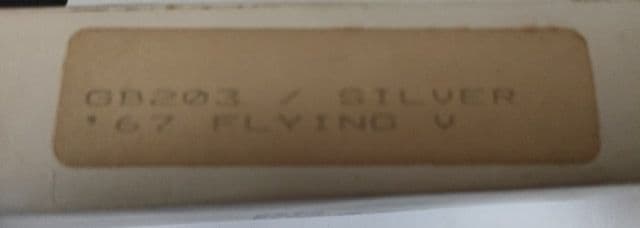 GB203 / SILVER
'67 FLYING V